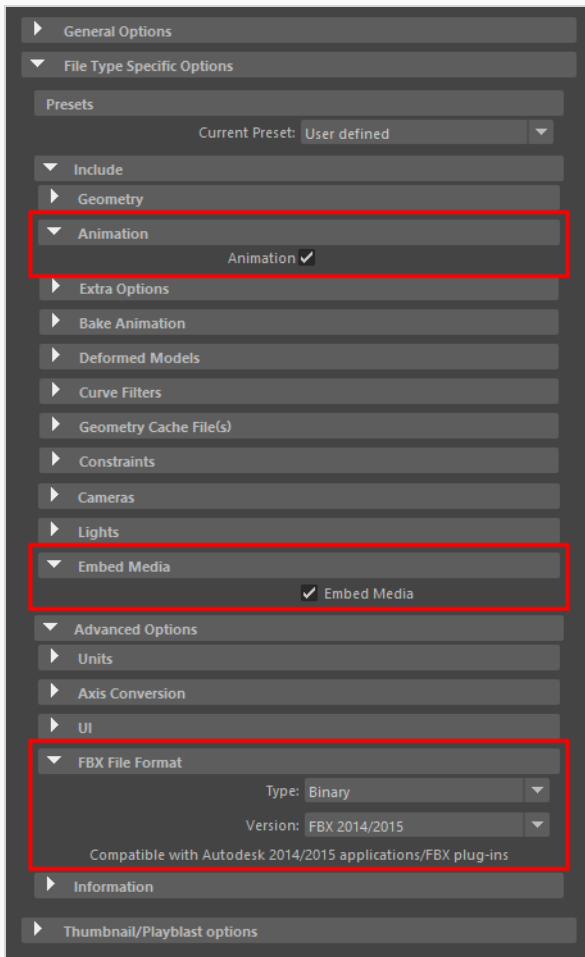 General Options
File Type Specific Options
Presets
Current Preset: User defined
Include
Geometry
Animation
Animation
Extra Options
Bake Animation
Deformed Models
Curve Filters
Geometry Cache File(s)
Constraints
Cameras
Lights
Embed Media
Embed Media
Advanced Options
Units
Axis Conversion
UI
FBX File Format
Type: Binary
Version: FBX 2014/2015
Compatible with Autodesk 2014/2015 applications/FBX plug-ins
Information
Thumbnail/Playblast options